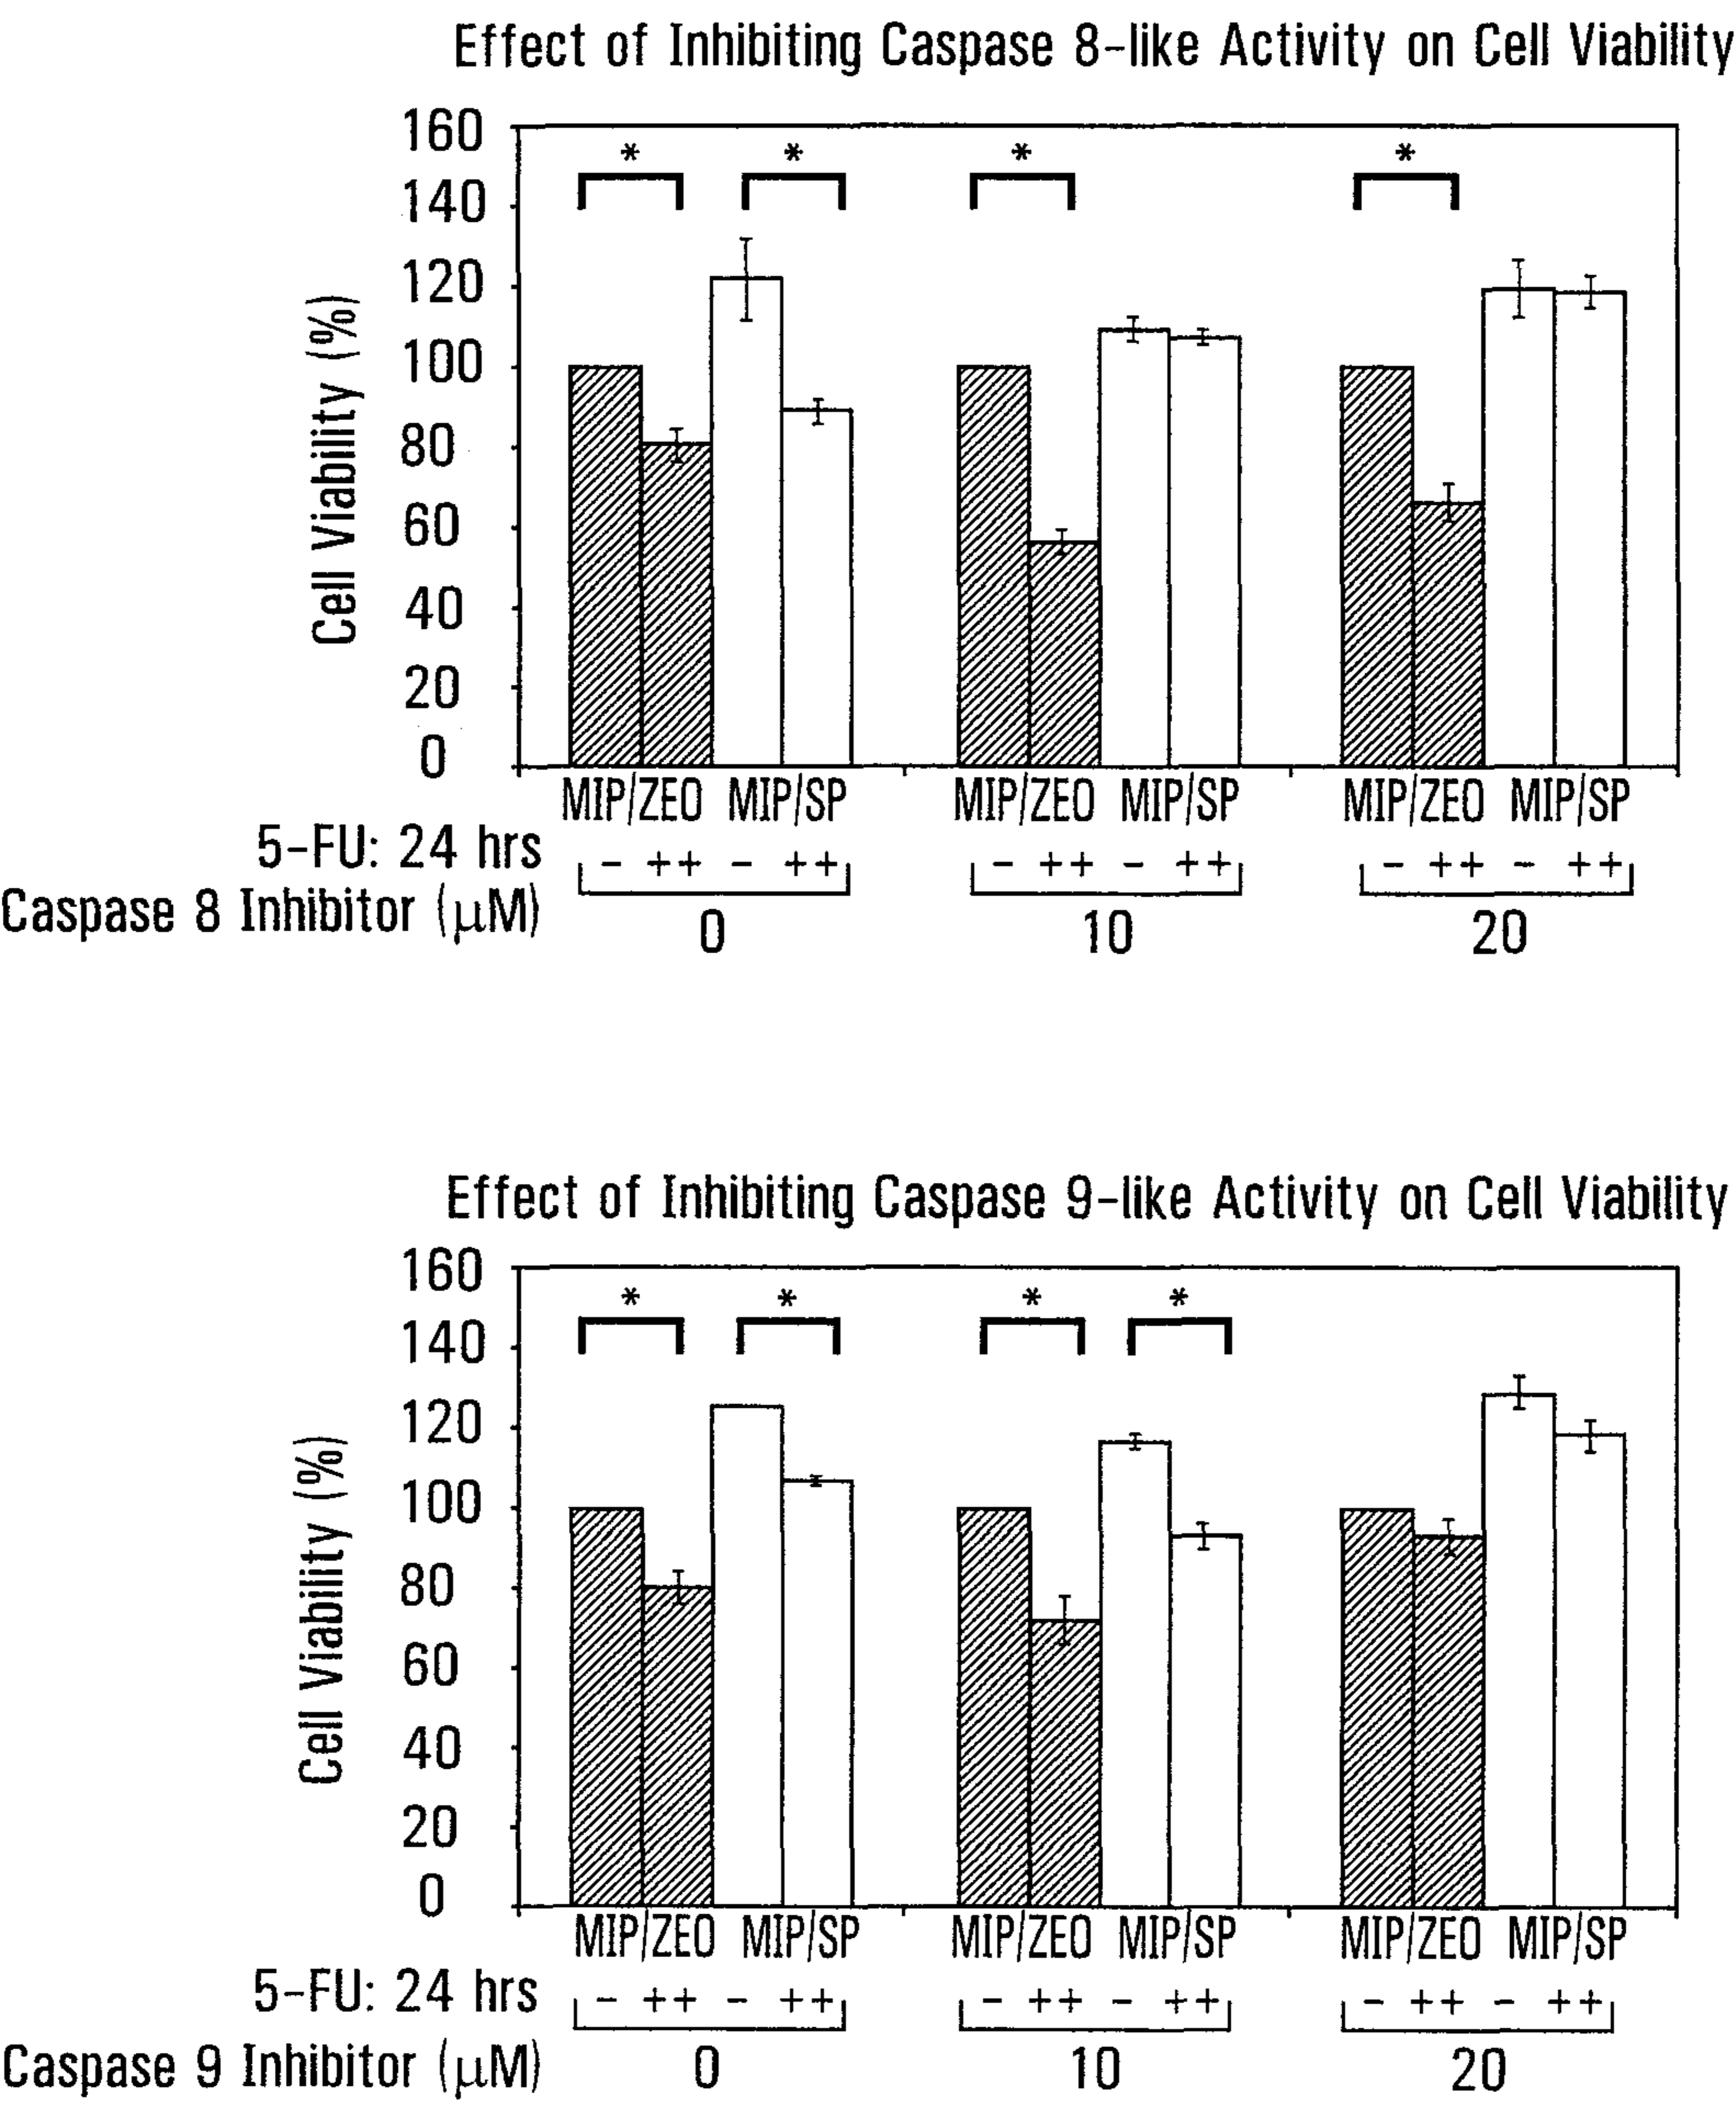 Effect of Inhibiting Caspase 8-like Activity on Cell Viability
160
* * * *
140
120
100
80
60
40
20
0
Cell Viability (%)
MIP/ZEO MIP/SP MIP/ZEO MIP/SP MIP/ZEO MIP/SP
5-FU: 24 hrs - ++ - ++ - ++ - ++ - ++ - ++
Caspase 8 Inhibitor (μM) 0 10 20
Effect of Inhibiting Caspase 9-like Activity on Cell Viability
160
* * * *
140
120
100
80
60
40
20
0
Cell Viability (%)
MIP/ZEO MIP/SP MIP/ZEO MIP/SP MIP/ZEO MIP/SP
5-FU: 24 hrs - ++ - ++ - ++ - ++ - ++ - ++
Caspase 9 Inhibitor (μM) 0 10 20